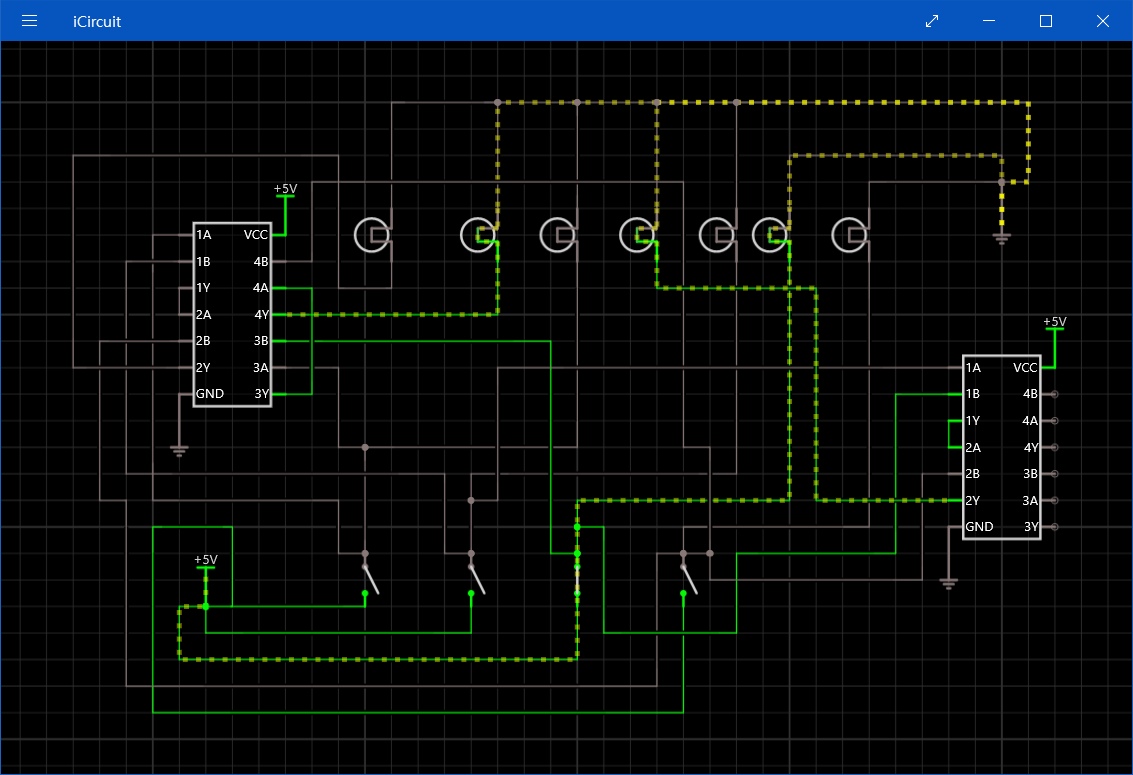 iCircuit
+5V
1A VCC
1B 4B
1Y 4A
2A 4Y
2B 3B
2Y 3A
GND 3Y
+5V
1A VCC
1B 4B
1Y 4A
2A 4Y
2B 3B
2Y 3A
GND 3Y
+5V